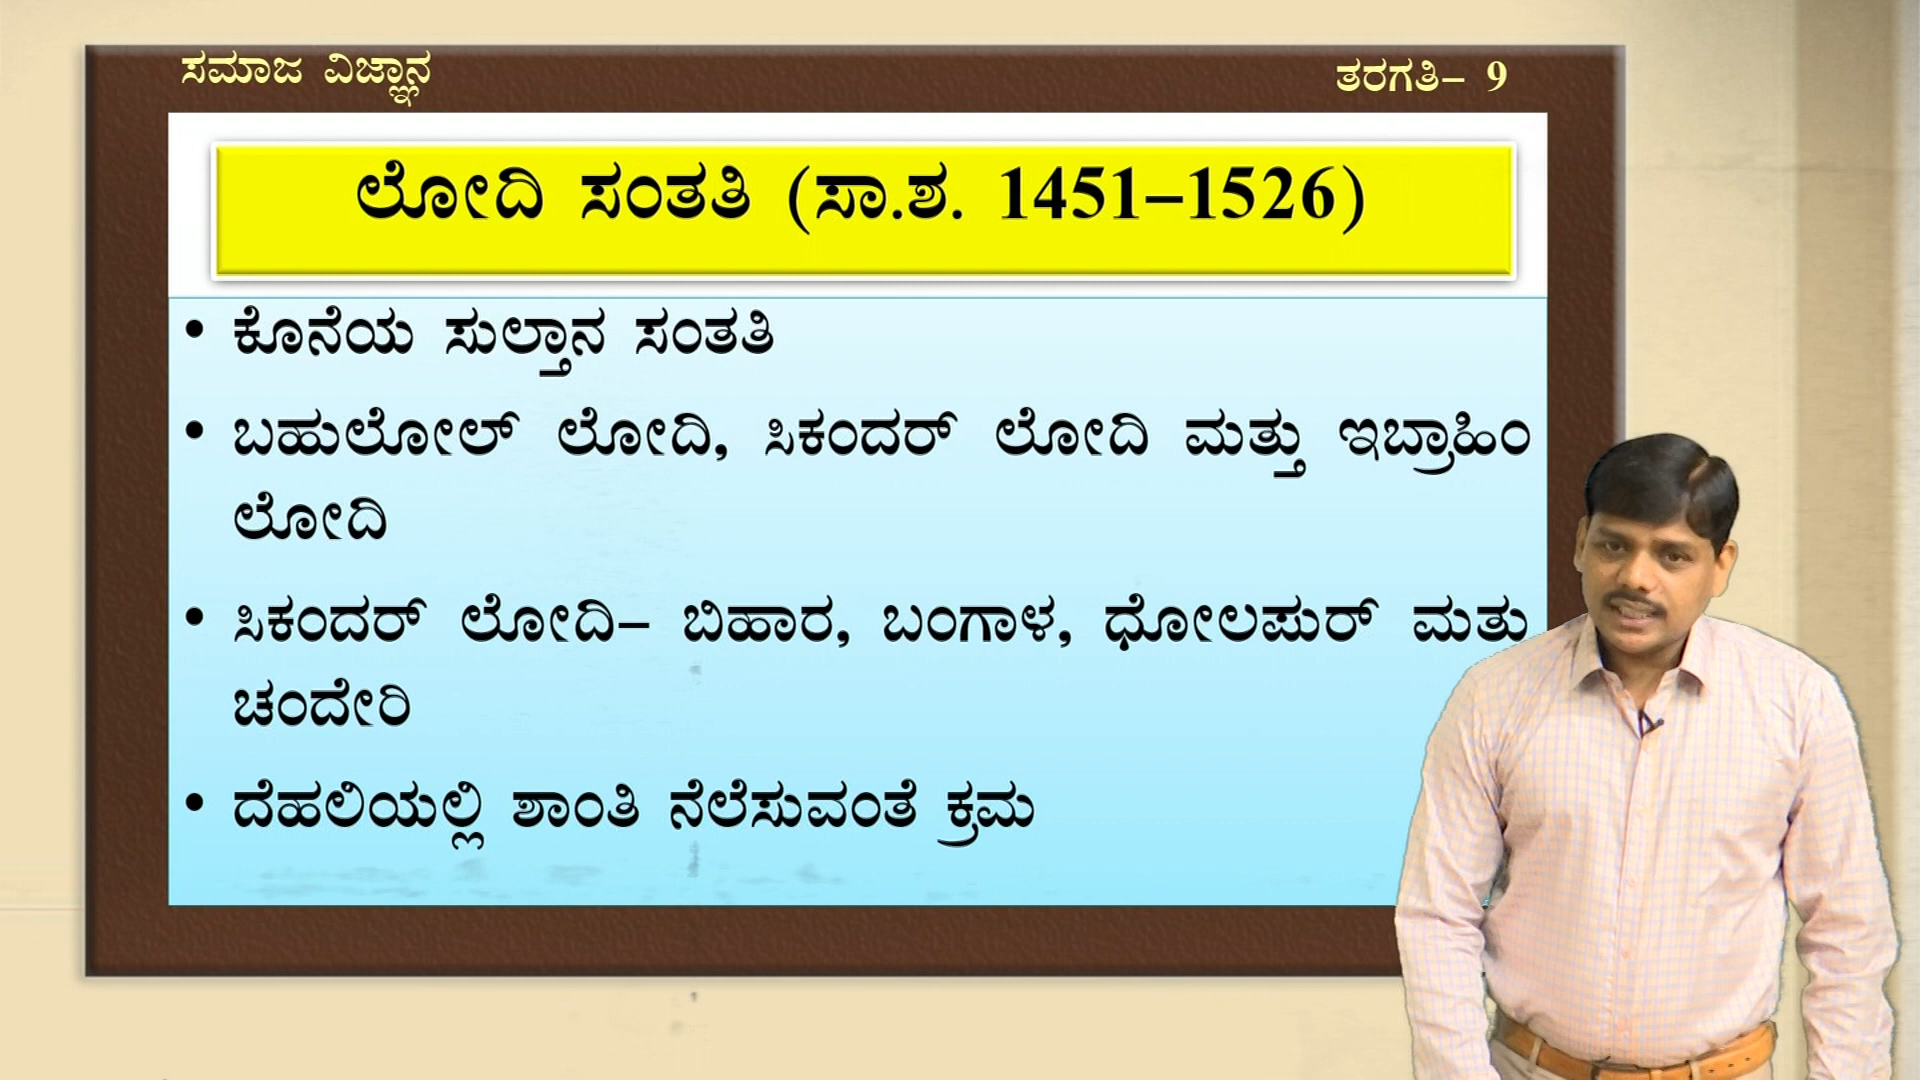 ಸಮಾಜ ವಿಜ್ಞಾನ
ತರಗತಿ– 9
ಲೋದಿ ಸಂತತಿ (ಸಾ.ಶ. 1451–1526)
• ಕೊನೆಯ ಸುಲ್ತಾನ ಸಂತತಿ
• ಬಹುಲೋಲ್ ಲೋದಿ, ಸಿಕಂದರ್ ಲೋದಿ ಮತ್ತು ಇಬ್ರಾಹಿಂ
ಲೋದಿ
• ಸಿಕಂದರ್ ಲೋದಿ– ಬಿಹಾರ, ಬಂಗಾಳ, ಧೋಲಪುರ್ ಮತ್ತು
ಚಂದೇರಿ
• ದೆಹಲಿಯಲ್ಲಿ ಶಾಂತಿ ನೆಲೆಸುವಂತೆ ಕ್ರಮ